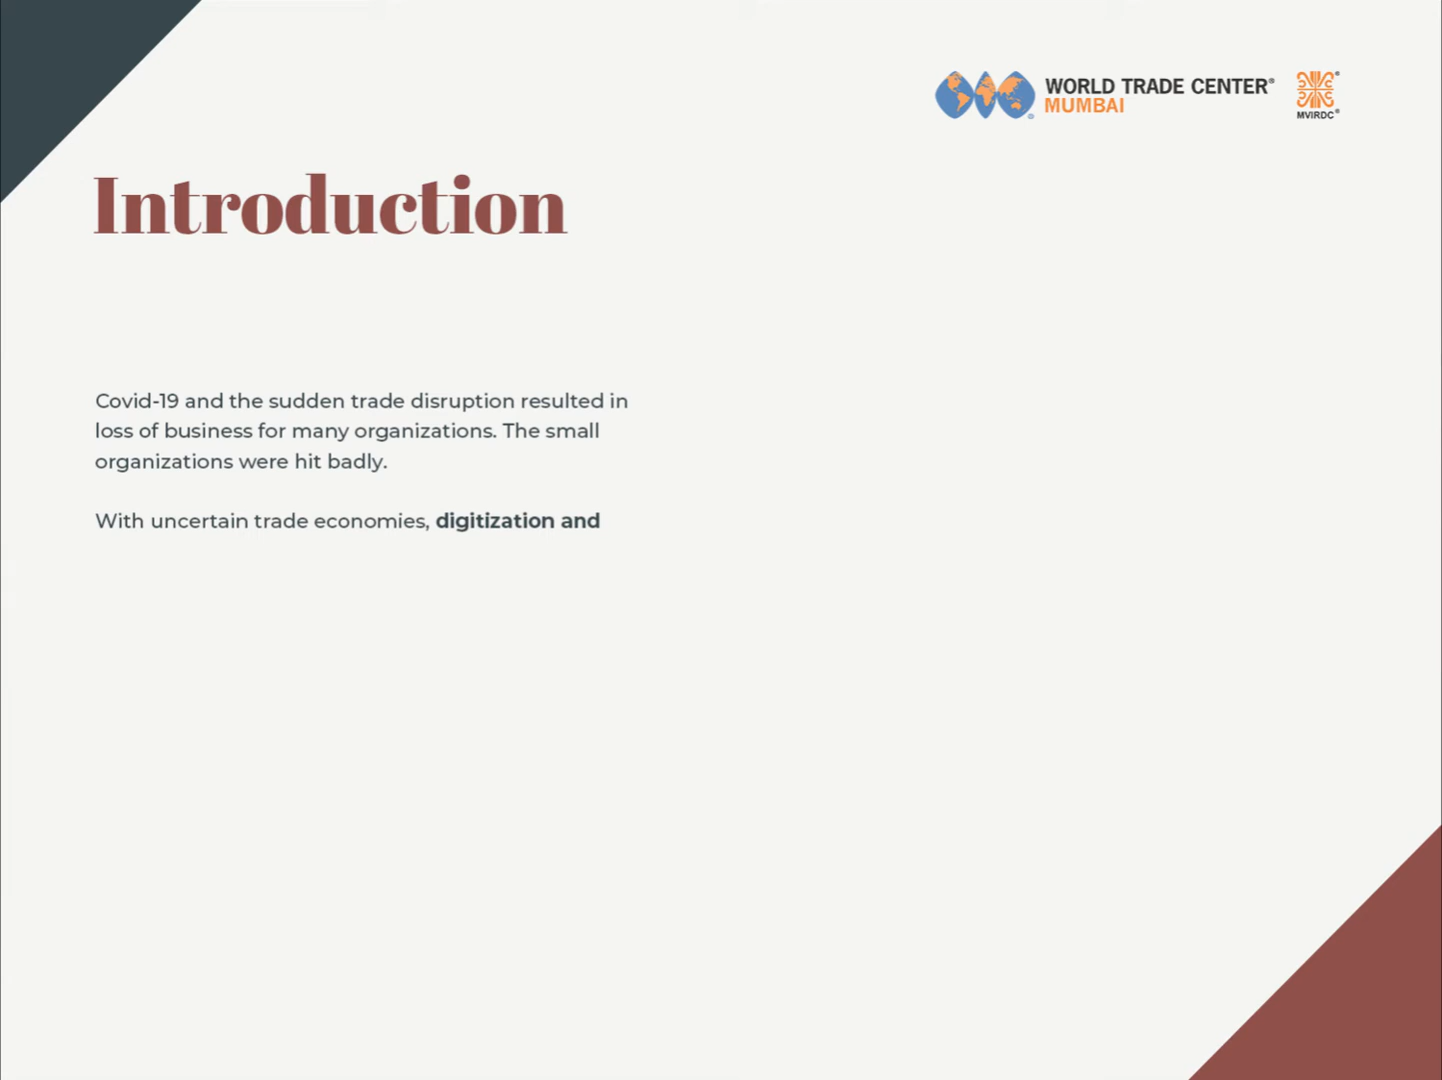 WORLD TRADE CENTER®
MUMBAI
MVIRDC®
Introduction
Covid-19 and the sudden trade disruption resulted in
loss of business for many organizations. The small
organizations were hit badly.
With uncertain trade economies, digitization and